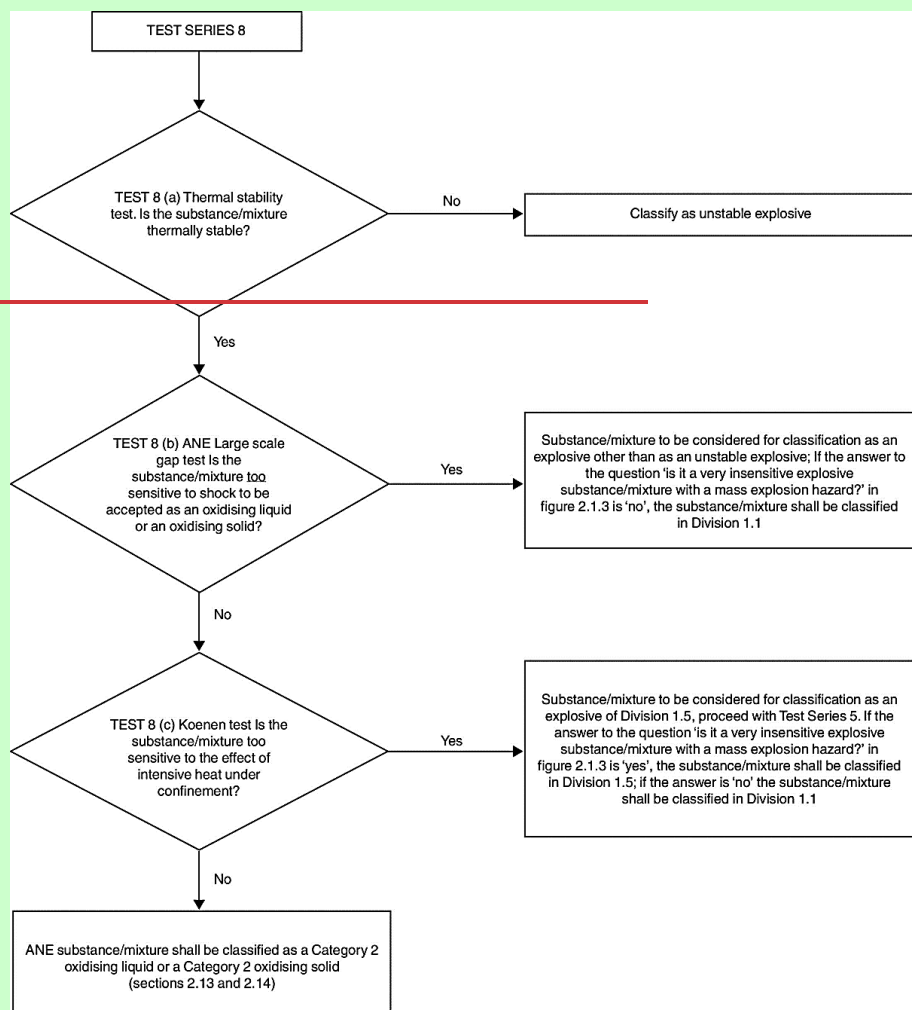 TEST SERIES 8
TEST 8 (a) Thermal stability
test. Is the substance/mixture
thermally stable?
No
Classify as unstable explosive
Yes
TEST 8 (b) ANE Large scale
gap test Is the
substance/mixture too
sensitive to shock to be
accepted as an oxidising liquid
or an oxidising solid?
Yes
Substance/mixture to be considered for classification as an
explosive other than as an unstable explosive; If the answer to
the question ‘is it a very insensitive explosive
substance/mixture with a mass explosion hazard?’ in
figure 2.1.3 is ‘no’, the substance/mixture shall be classified
in Division 1.1
No
TEST 8 (c) Koenen test Is the
substance/mixture too
sensitive to the effect of
intensive heat under
confinement?
Yes
Substance/mixture to be considered for classification as an
explosive of Division 1.5, proceed with Test Series 5. If the
answer to the question ‘is it a very insensitive explosive
substance/mixture with a mass explosion hazard?’ in
figure 2.1.3 is ‘yes’, the substance/mixture shall be classified
in Division 1.5; if the answer is ‘no’ the substance/mixture
shall be classified in Division 1.1
No
ANE substance/mixture shall be classified as a Category 2
oxidising liquid or a Category 2 oxidising solid
(sections 2.13 and 2.14)